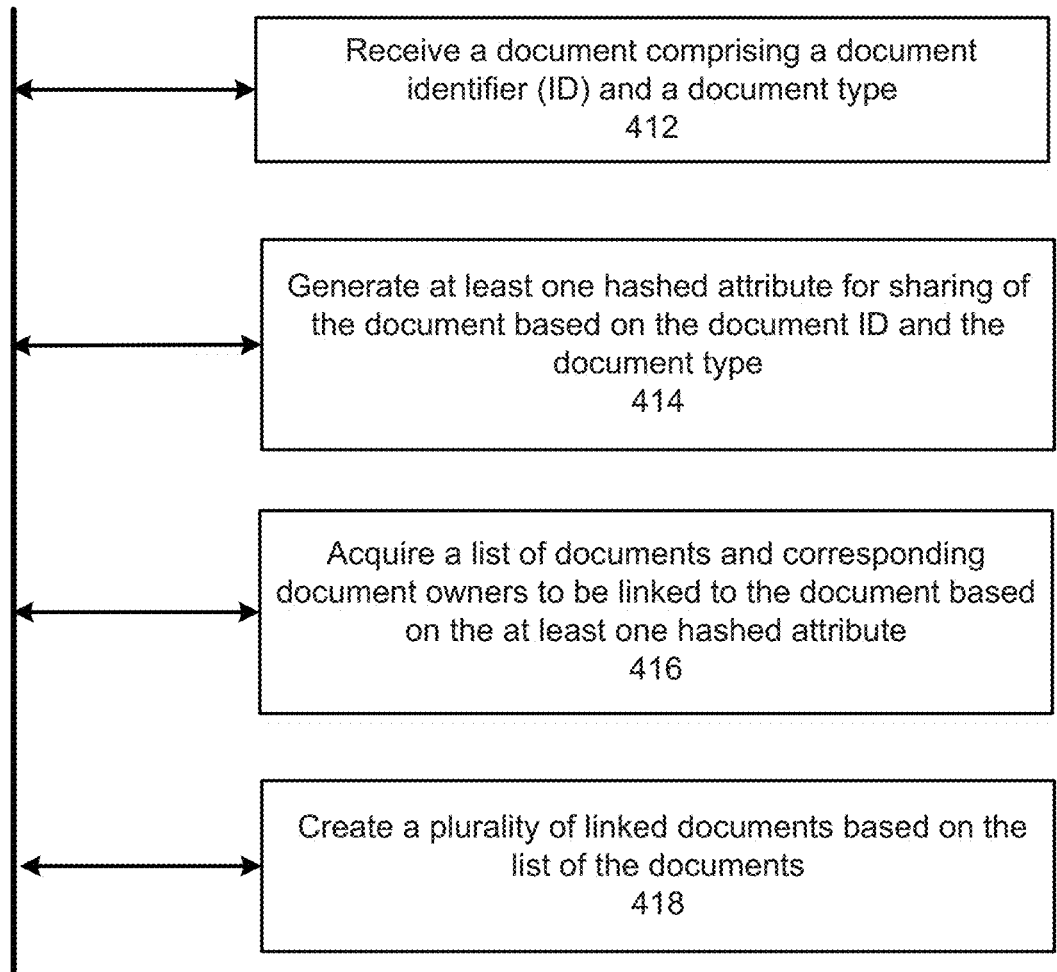 Receive a document comprising a document
identifier (ID) and a document type
412
Generate at least one hashed attribute for sharing of
the document based on the document ID and the
document type
414
Acquire a list of documents and corresponding
document owners to be linked to the document based
on the at least one hashed attribute
416
Create a plurality of linked documents based on the
list of the documents
418